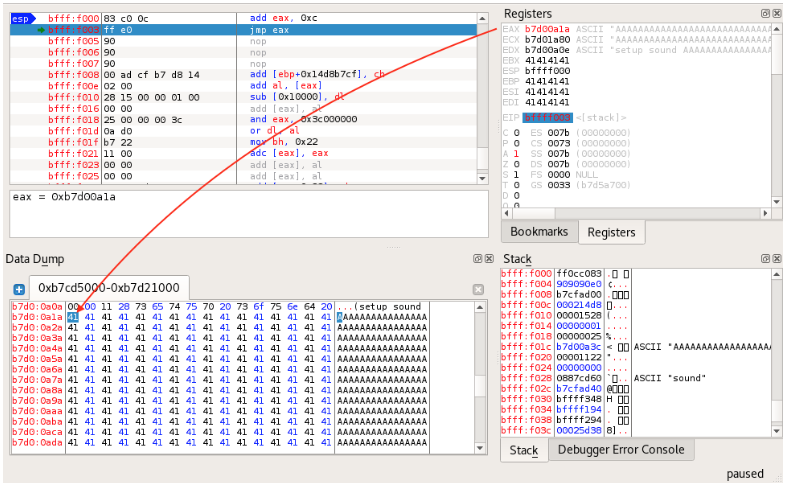 esp bfff:f000 83 c0 0c add eax, 0xc
bfff:f003 ff e0 jmp eax
bfff:f005 90 nop
bfff:f006 90 nop
bfff:f007 90 nop
bfff:f008 00 ad cf b7 d8 14 add [ebp+0x14d8b7cf], ch
bfff:f00e 02 00 add al, [eax]
bfff:f010 28 15 00 00 01 00 sub [0x10000], dl
bfff:f016 00 00 add [eax], al
bfff:f018 25 00 00 00 3c and eax, 0x3c000000
bfff:f01d 0a d0 or dl, al
bfff:f01f b7 22 mov bh, 0x22
bfff:f021 11 00 adc [eax], eax
bfff:f023 00 00 add [eax], al
bfff:f025 00 00 add [eax], al
eax = 0xb7d00a1a
Registers
EAX b7d00a1a ASCII "AAAAAAAAAAAAAAAAAAAAAAAAAAA
ECX b7d01a80 ASCII "AAAAAAAAAAAAAAAAAAAAAAAAAAA
EDX b7d00a0e ASCII "setup sound AAAAAAAAAAAAAAA
EBX 41414141
ESP bffff000
EBP 41414141
ESI 41414141
EDI 41414141
EIP bffff003 <[stack]>
C 0 ES 007b (00000000)
P 0 CS 0073 (00000000)
A 1 SS 007b (00000000)
Z 0 DS 007b (00000000)
S 1 FS 0000 NULL
T 0 GS 0033 (b7d5a700)
D 0
Bookmarks Registers
Data Dump
0xb7cd5000-0xb7d21000
b7d0:0a0a 00 00 11 28 73 65 74 75 70 20 73 6f 75 6e 64 20 ...(setup sound
b7d0:0a1a 41 41 41 41 41 41 41 41 41 41 41 41 41 41 41 41 AAAAAAAAAAAAAAAA
b7d0:0a2a 41 41 41 41 41 41 41 41 41 41 41 41 41 41 41 41 AAAAAAAAAAAAAAAA
b7d0:0a3a 41 41 41 41 41 41 41 41 41 41 41 41 41 41 41 41 AAAAAAAAAAAAAAAA
b7d0:0a4a 41 41 41 41 41 41 41 41 41 41 41 41 41 41 41 41 AAAAAAAAAAAAAAAA
b7d0:0a5a 41 41 41 41 41 41 41 41 41 41 41 41 41 41 41 41 AAAAAAAAAAAAAAAA
b7d0:0a6a 41 41 41 41 41 41 41 41 41 41 41 41 41 41 41 41 AAAAAAAAAAAAAAAA
b7d0:0a7a 41 41 41 41 41 41 41 41 41 41 41 41 41 41 41 41 AAAAAAAAAAAAAAAA
b7d0:0a8a 41 41 41 41 41 41 41 41 41 41 41 41 41 41 41 41 AAAAAAAAAAAAAAAA
b7d0:0a9a 41 41 41 41 41 41 41 41 41 41 41 41 41 41 41 41 AAAAAAAAAAAAAAAA
b7d0:0aaa 41 41 41 41 41 41 41 41 41 41 41 41 41 41 41 41 AAAAAAAAAAAAAAAA
b7d0:0aba 41 41 41 41 41 41 41 41 41 41 41 41 41 41 41 41 AAAAAAAAAAAAAAAA
b7d0:0aca 41 41 41 41 41 41 41 41 41 41 41 41 41 41 41 41 AAAAAAAAAAAAAAAA
b7d0:0ada 41 41 41 41 41 41 41 41 41 41 41 41 41 41 41 41 AAAAAAAAAAAAAAAA
Stack
bfff:f000 ff0cc083
bfff:f004 909090e0
bfff:f008 b7cfad00
bfff:f00c 000214d8
bfff:f010 00001528 (..
bfff:f014 00000001 ....
bfff:f018 00000025 %...
bfff:f01c b7d00a3c < ASCII "AAAAAAAAAAAAAAAAAA
bfff:f020 00001122 "..
bfff:f024 00000000 ....
bfff:f028 0887cd60 ASCII "sound"
bfff:f02c b7cfad40 @
bfff:f030 bffff348 H
bfff:f034 bffff194
bfff:f038 bffff294
bfff:f03c 00025d38 8]..
Stack Debugger Error Console
paused